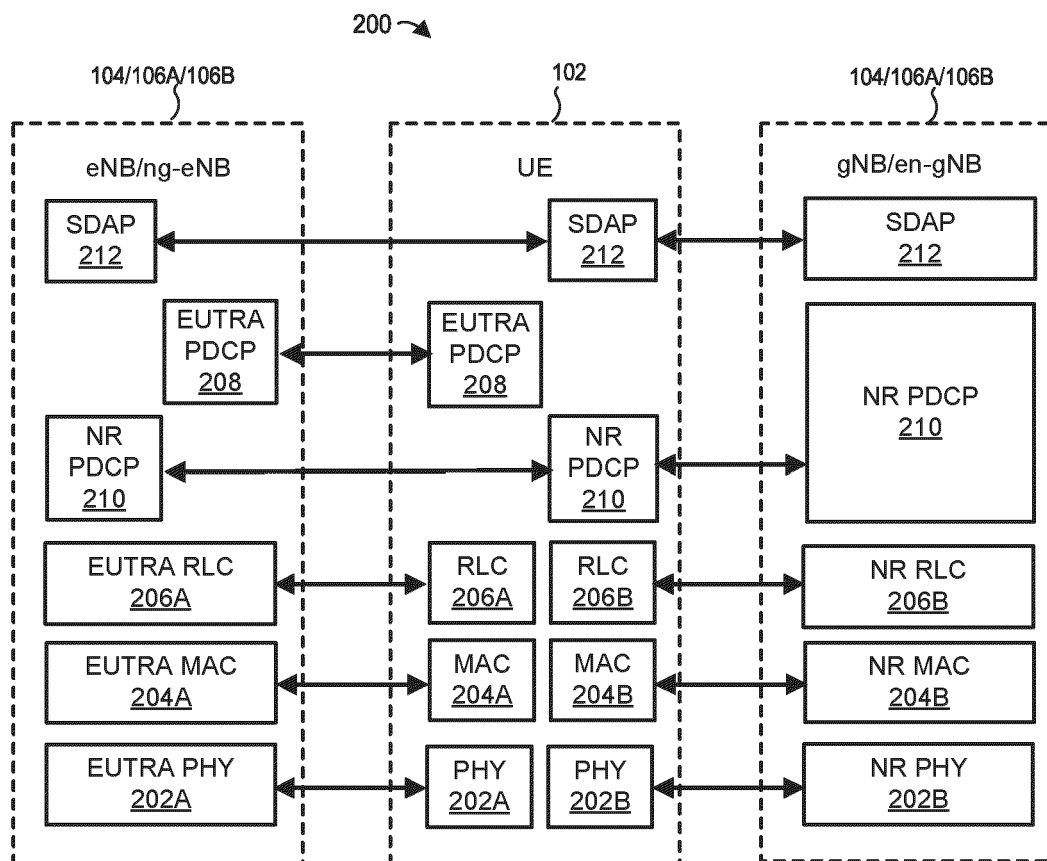 200
104/106A/106B
102
104/106A/106B
eNB/ng-eNB
UE
gNB/en-gNB
SDAP
212
SDAP
212
SDAP
212
EUTRA
PDCP
208
EUTRA
PDCP
208
NR
PDCP
210
NR
PDCP
210
NR PDCP
210
EUTRA RLC
206A
RLC
206A
RLC
206B
NR RLC
206B
EUTRA MAC
204A
MAC
204A
MAC
204B
NR MAC
204B
EUTRA PHY
202A
PHY
202A
PHY
202B
NR PHY
202B